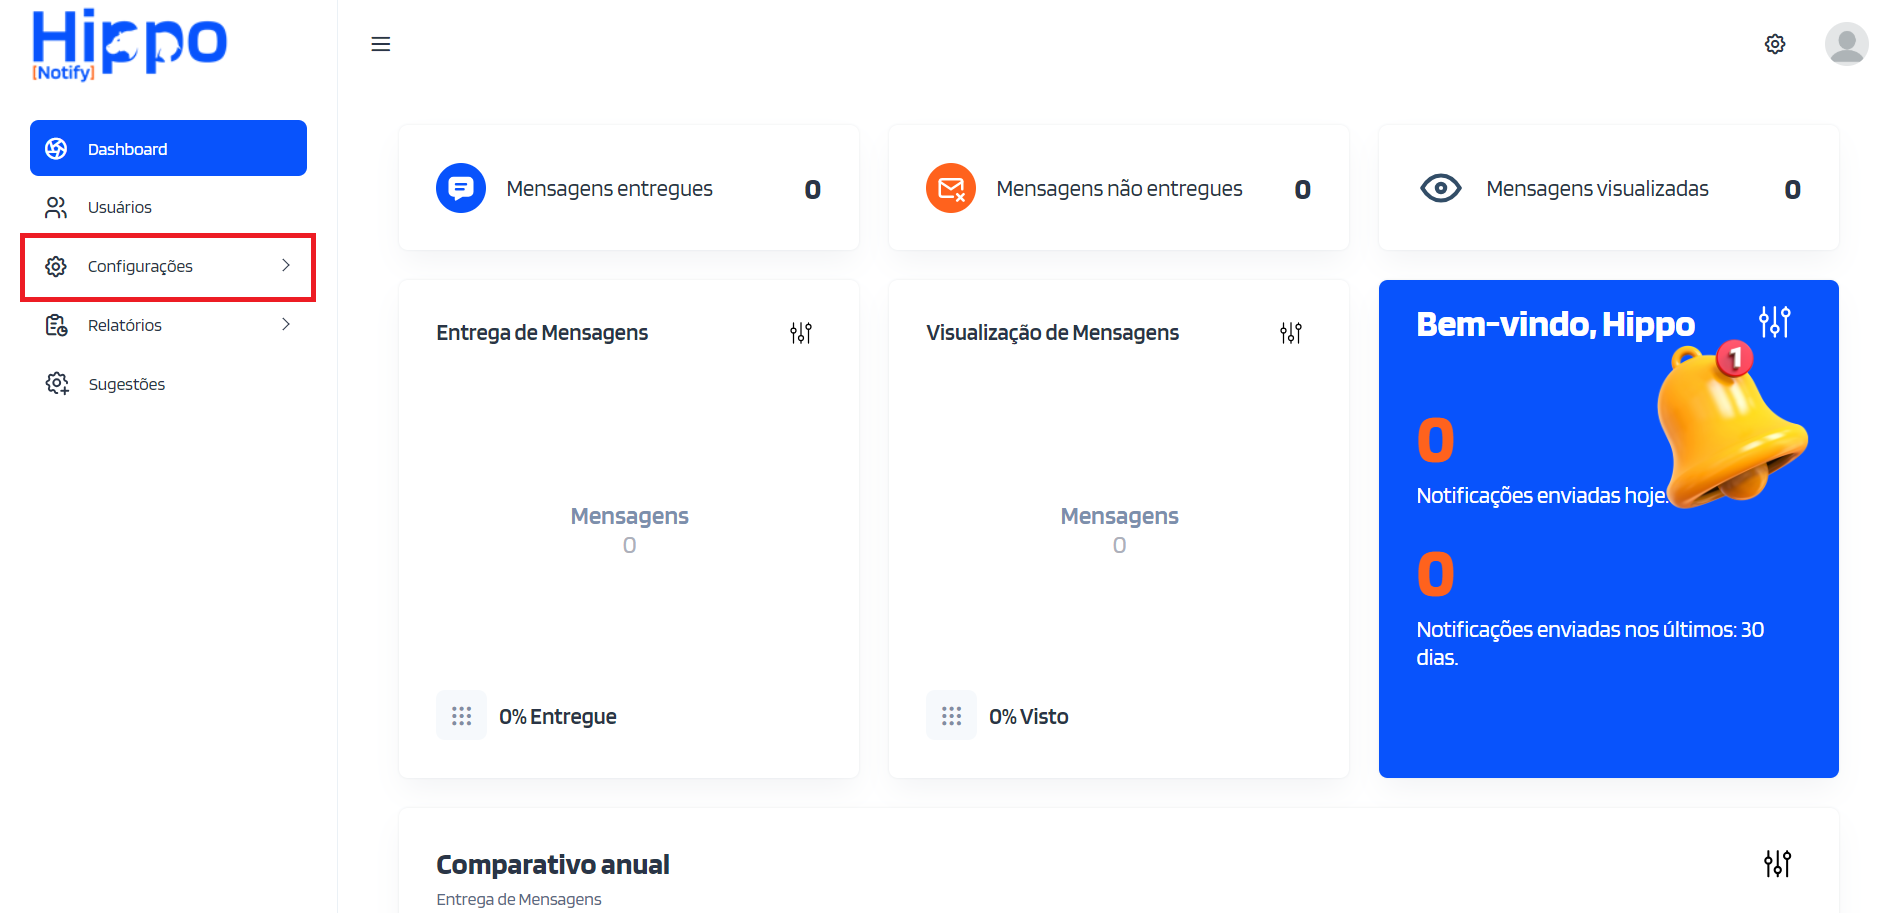 Hippo
[Notify]
Dashboard
Usuários
Configurações
Relatórios
Sugestões
Mensagens entregues 0
Mensagens não entregues 0
Mensagens visualizadas 0
Entrega de Mensagens
Mensagens
0
0% Entregue
Visualização de Mensagens
Mensagens
0
0% Visto
Bem-vindo, Hippo
1
0
Notificações enviadas hoje.
0
Notificações enviadas nos últimos: 30
dias.
Comparativo anual
Entrega de Mensagens